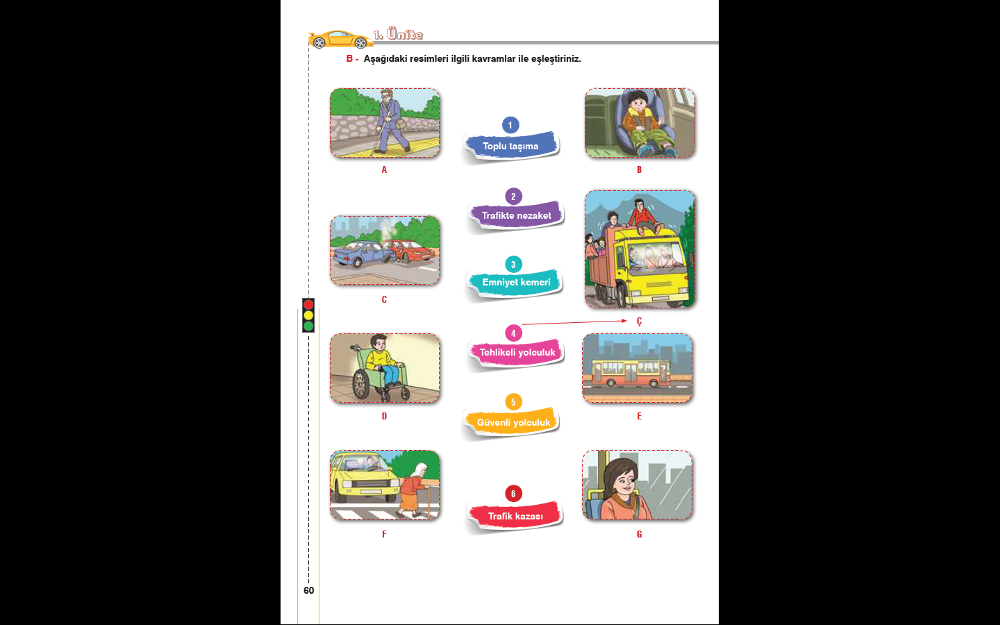 1. Ünite
B - Aşağıdaki resimleri ilgili kavramlar ile eşleştiriniz.
A
1
Toplu taşıma
B
2
Trafikte nezaket
C
3
Emniyet kemeri
Ç
4
Tehlikeli yolculuk
D
5
Güvenli yolculuk
E
F
6
Trafik kazası
G
60